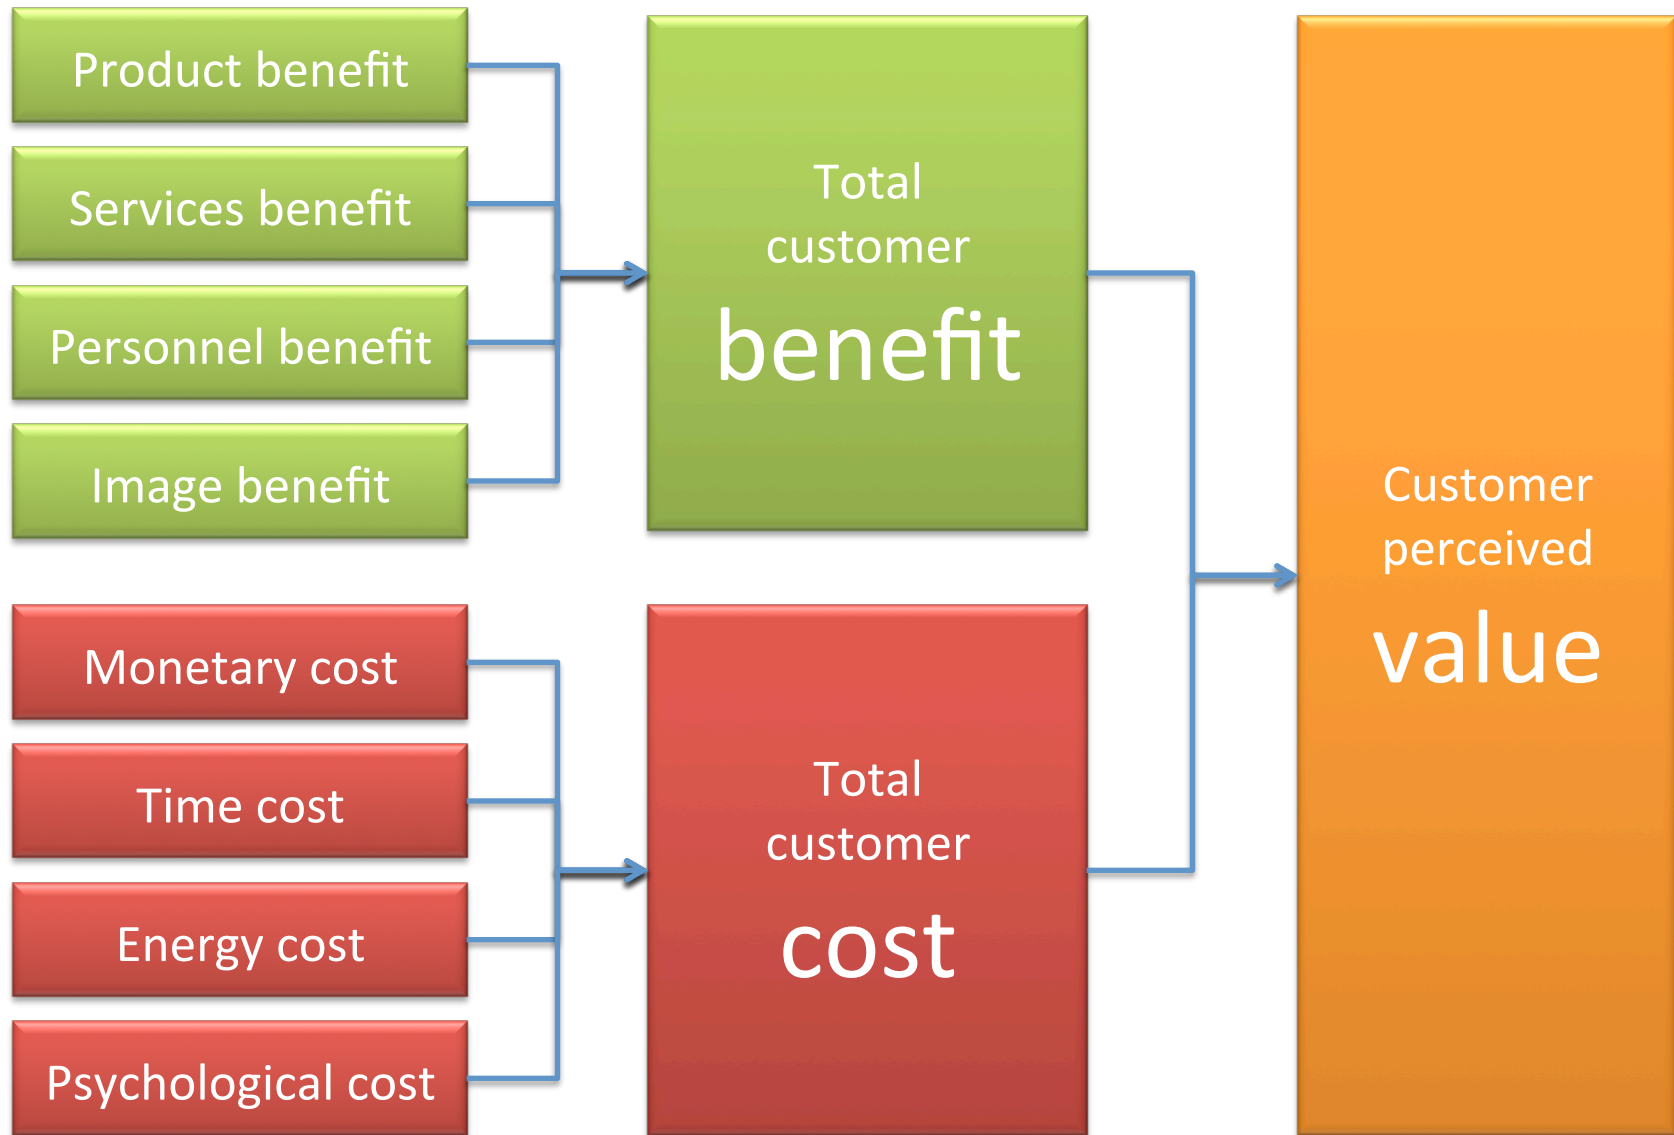 Product benefit
Services benefit
Personnel benefit
Image benefit
Total
customer
benefit
Monetary cost
Time cost
Energy cost
Psychological cost
Total
customer
cost
Customer
perceived
value